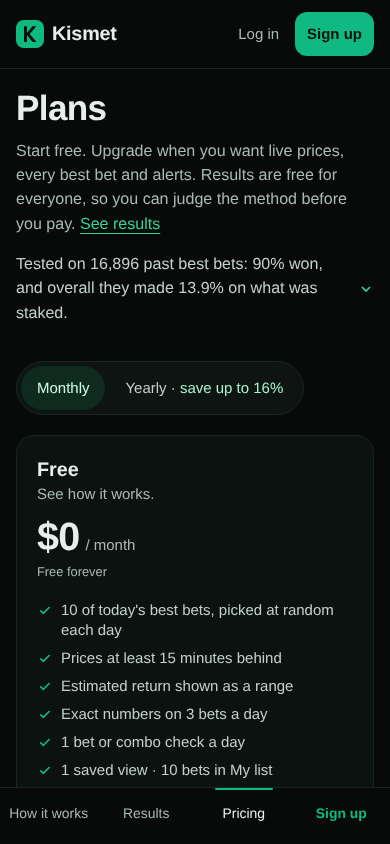 Kismet
Log in
Sign up
Plans
Start free. Upgrade when you want live prices,
every best bet and alerts. Results are free for
everyone, so you can judge the method before
you pay. See results
Tested on 16,896 past best bets: 90% won,
and overall they made 13.9% on what was
staked.
Monthly
Yearly · save up to 16%
Free
See how it works.
$0 / month
Free forever
10 of today's best bets, picked at random
each day
Prices at least 15 minutes behind
Estimated return shown as a range
Exact numbers on 3 bets a day
1 bet or combo check a day
1 saved view · 10 bets in My list
How it works
Results
Pricing
Sign up